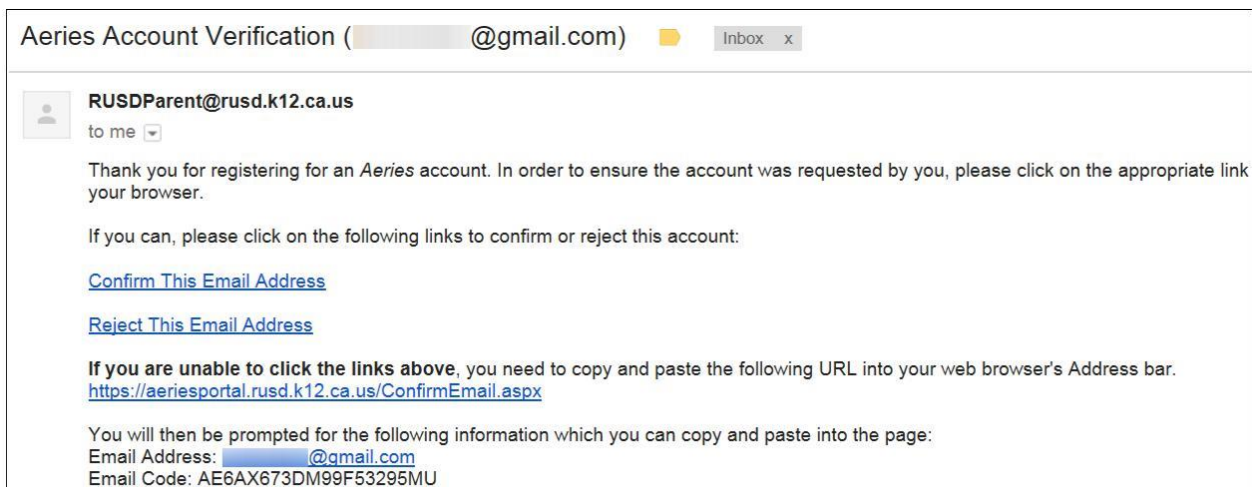 Aeries Account Verification ( @gmail.com) Inbox x
RUSDParent@rusd.k12.ca.us
to me
Thank you for registering for an Aeries account. In order to ensure the account was requested by you, please click on the appropriate link
your browser.
If you can, please click on the following links to confirm or reject this account:
Confirm This Email Address
Reject This Email Address
If you are unable to click the links above, you need to copy and paste the following URL into your web browser's Address bar.
https://aeriesportal.rusd.k12.ca.us/ConfirmEmail.aspx
You will then be prompted for the following information which you can copy and paste into the page:
Email Address: @gmail.com
Email Code: AE6AX673DM99F53295MU